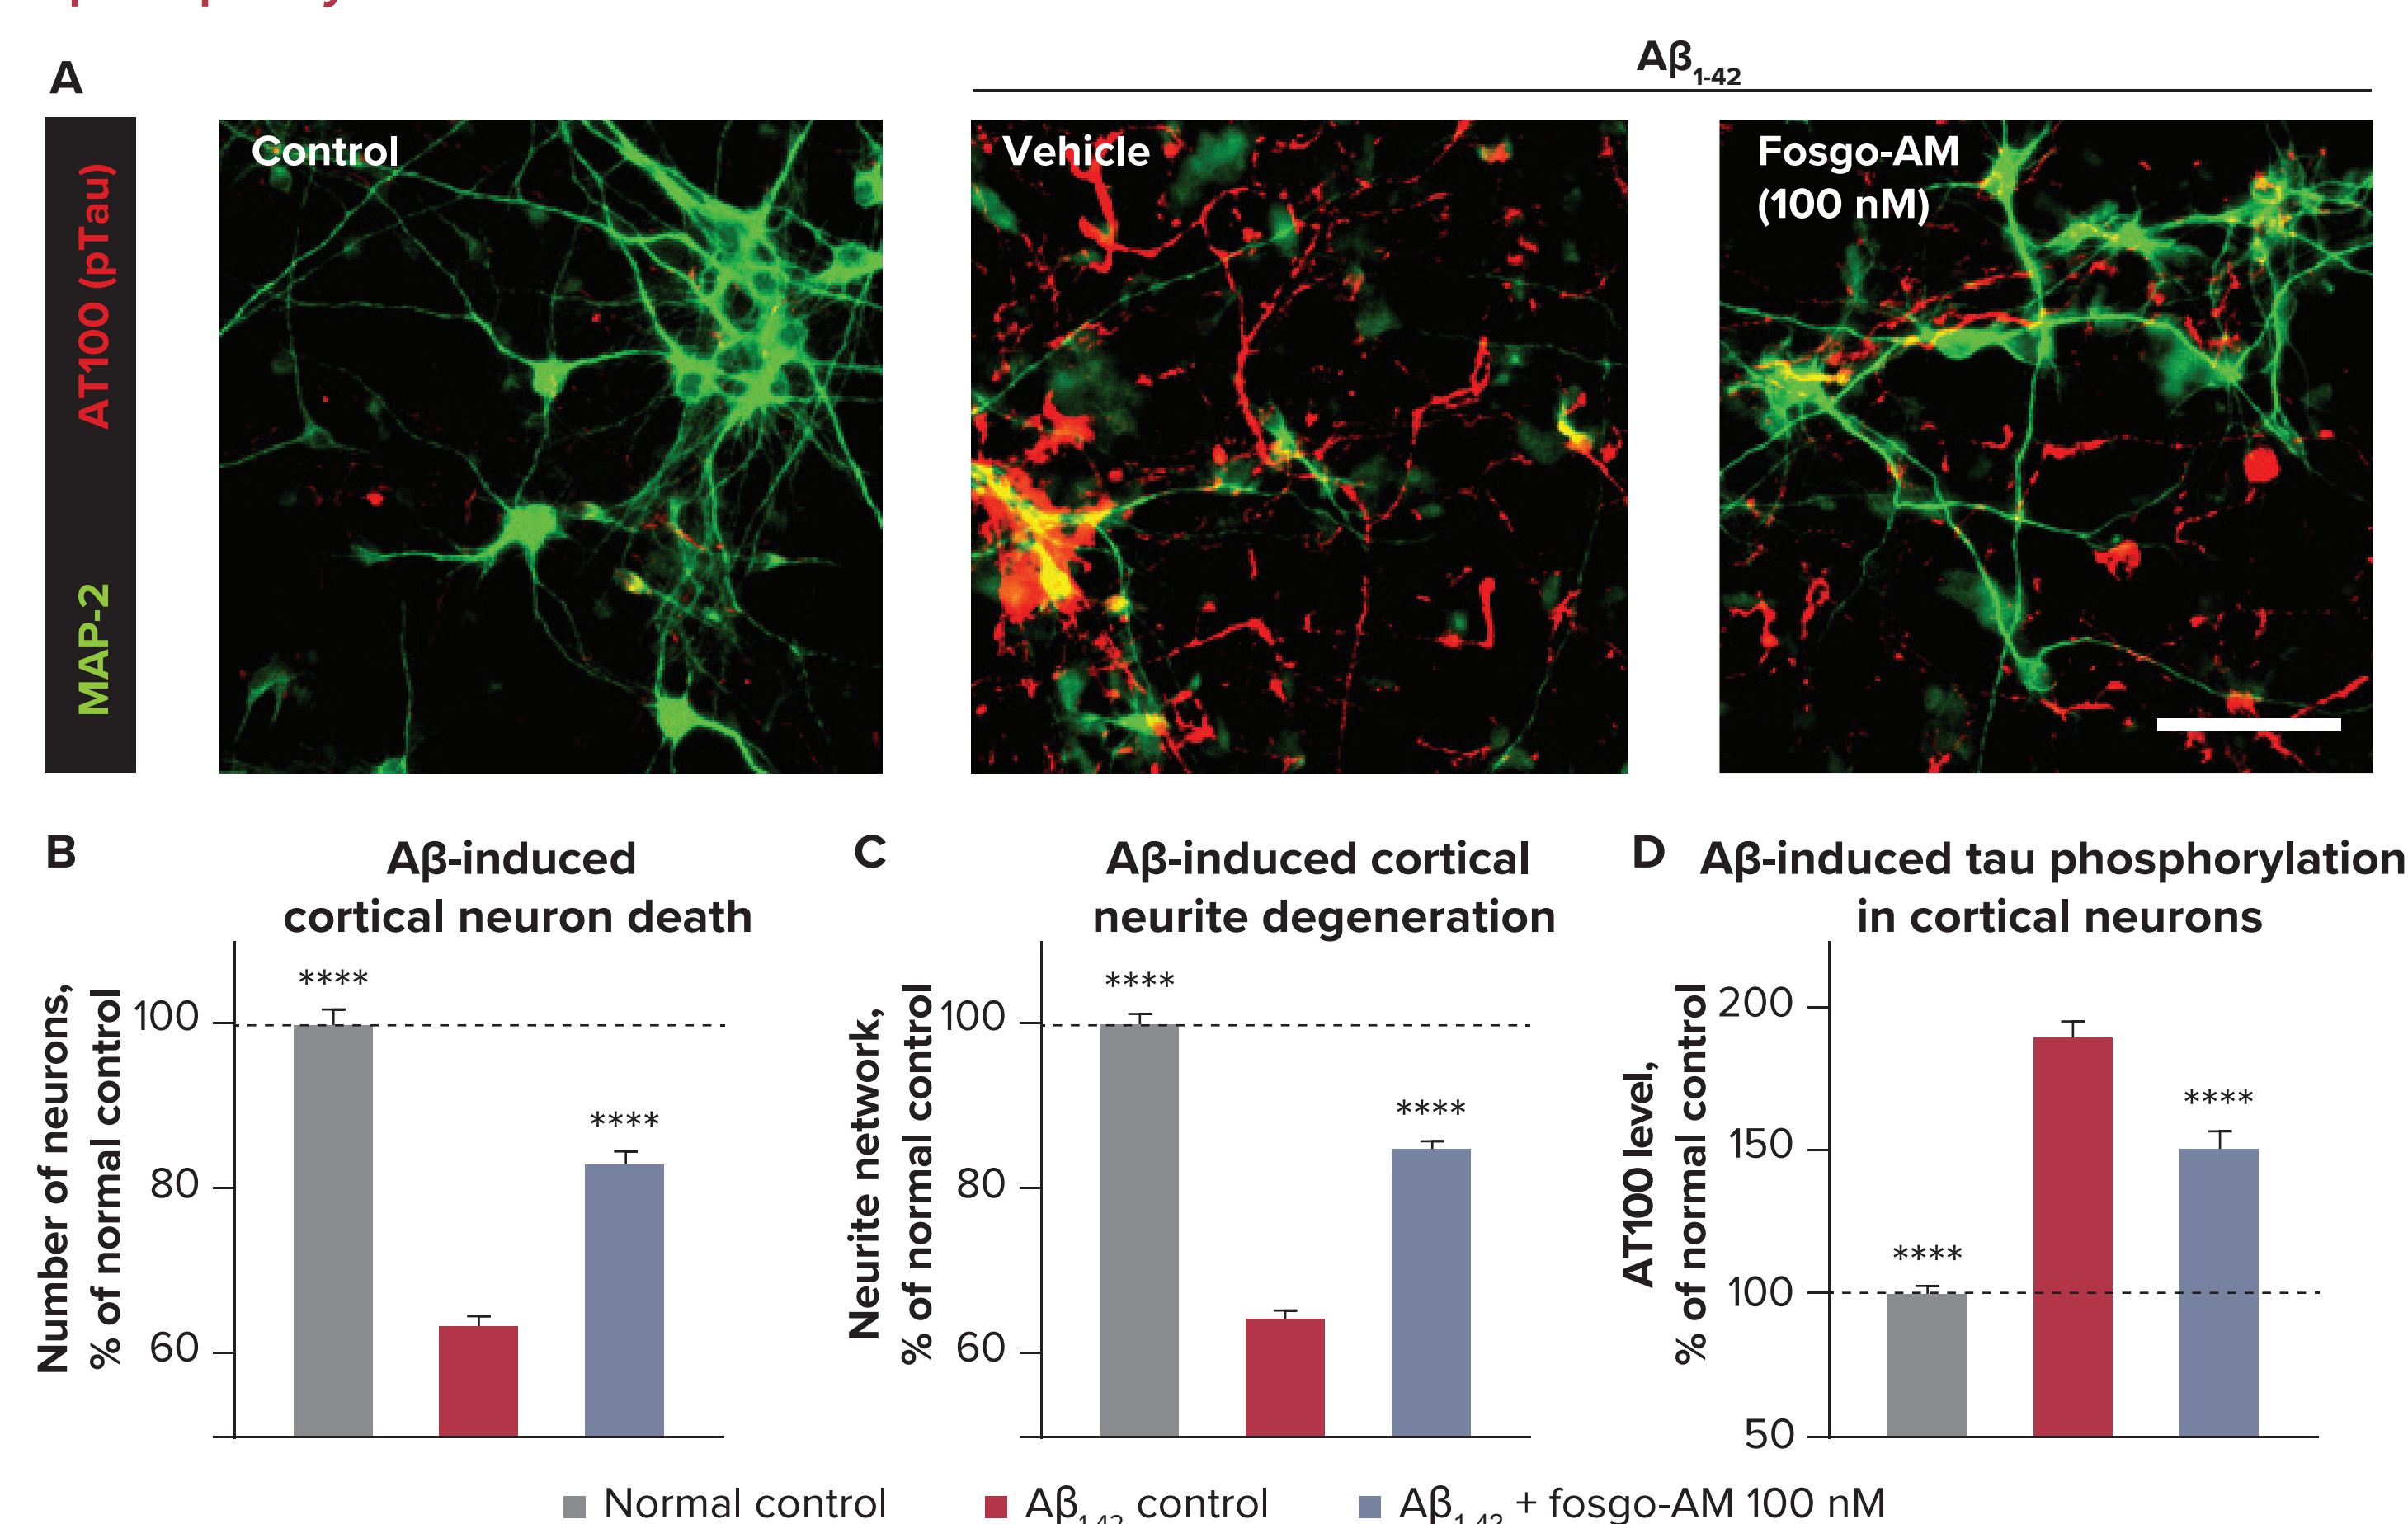 A
Aβ1-42
AT100 (pTau)
MAP-2
Control
Vehicle
Fosgo-AM
(100 nM)
B
Aβ-induced
cortical neuron death
Number of neurons,
% of normal control
100
80
60
****
****
C
Aβ-induced cortical
neurite degeneration
Neurite network,
% of normal control
100
80
60
****
****
D
Aβ-induced tau phosphorylation
in cortical neurons
AT100 level,
% of normal control
200
150
100
50
****
****
Normal control
Aβ1-42 control
Aβ1-42 + fosgo-AM 100 nM